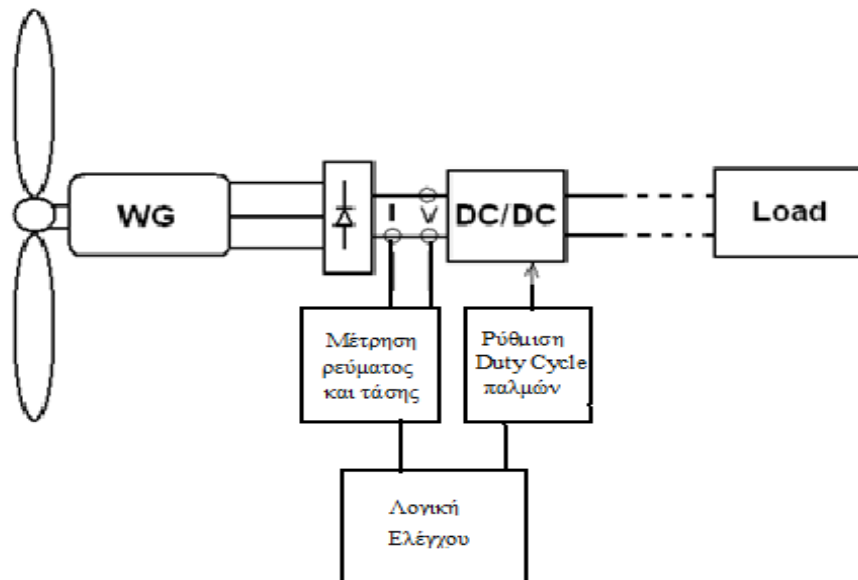 WG
I
V
DC/DC
Load
Μέτρηση
ρεύματος
και τάσης
Ρύθμιση
Duty Cycle
παλμών
Λογική
Ελέγχου